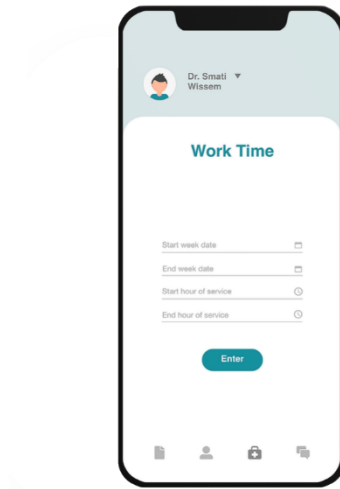 Dr. Smati
Wissem
Work Time
Start week date
End week date
Start hour of service
End hour of service
Enter